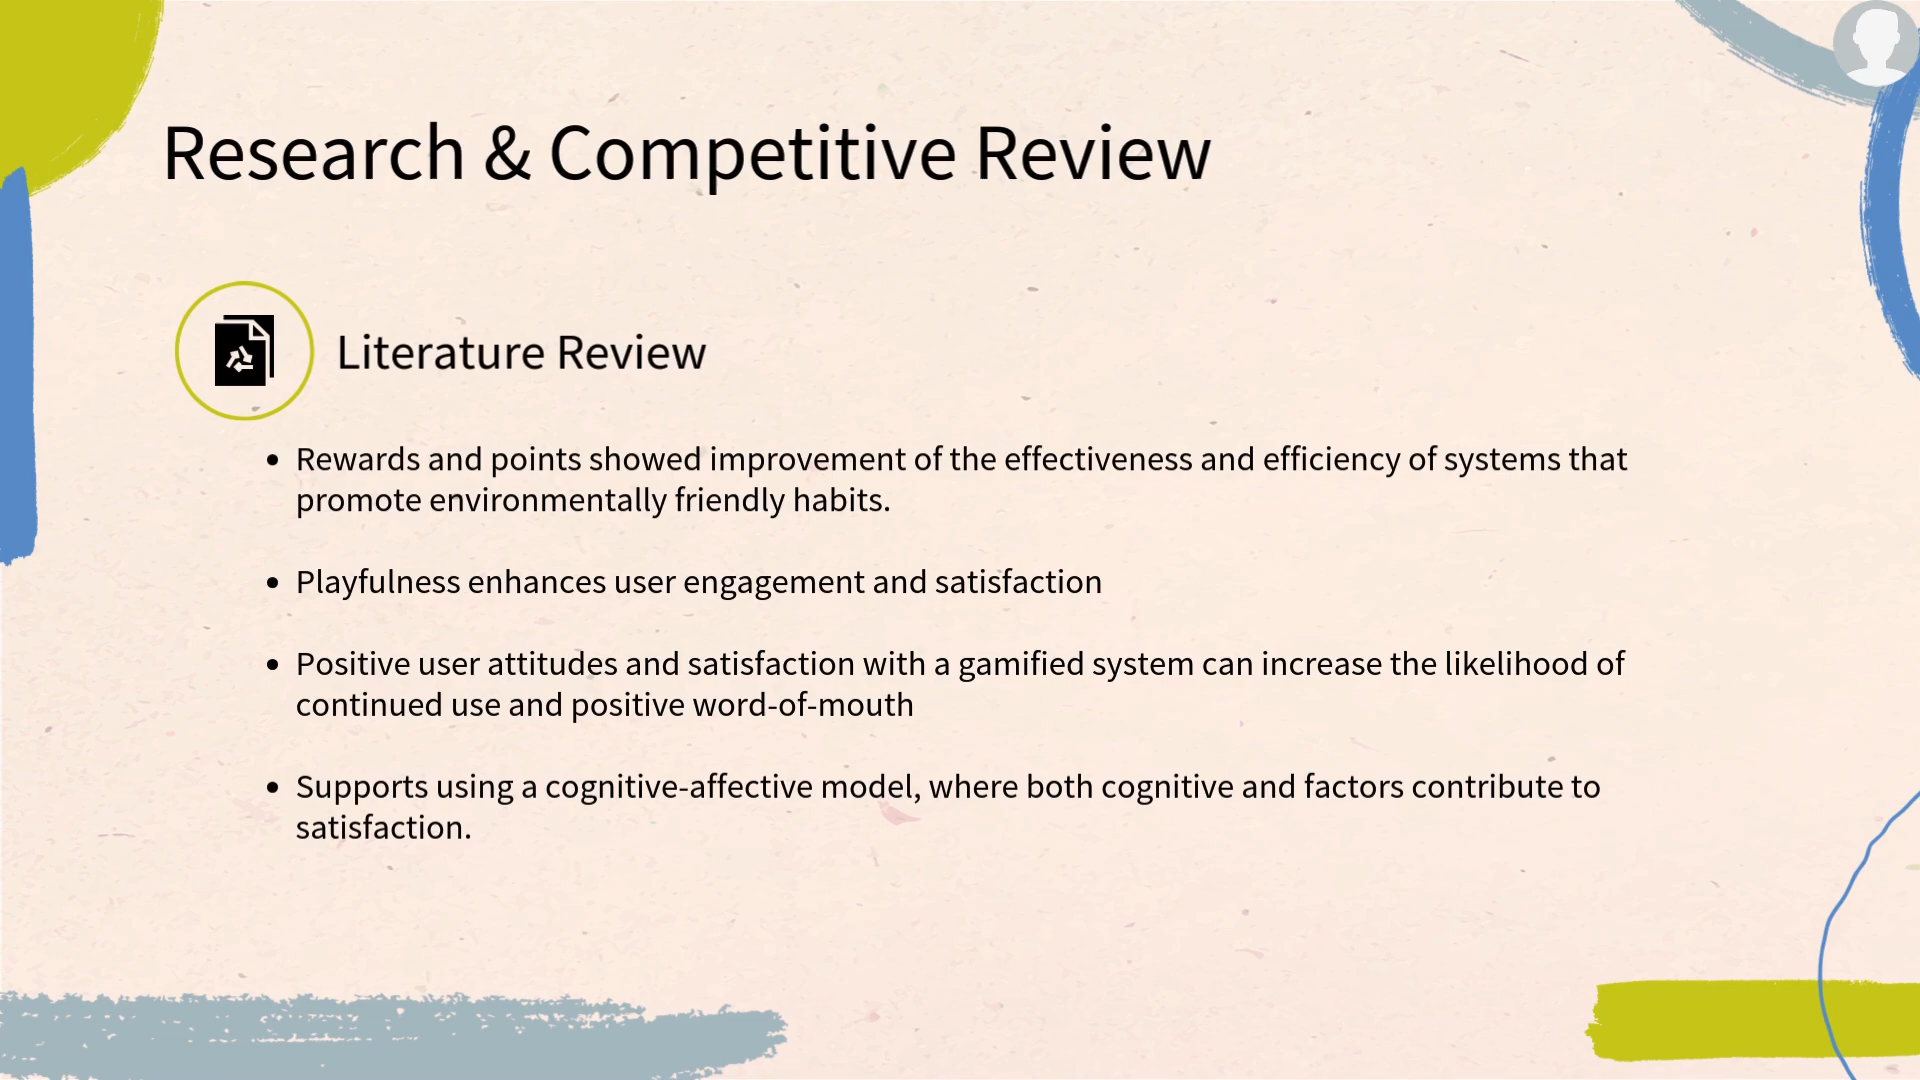 Research & Competitive Review
Literature Review
• Rewards and points showed improvement of the effectiveness and efficiency of systems that
promote environmentally friendly habits.
• Playfulness enhances user engagement and satisfaction
• Positive user attitudes and satisfaction with a gamified system can increase the likelihood of
continued use and positive word-of-mouth
• Supports using a cognitive-affective model, where both cognitive and factors contribute to
satisfaction.